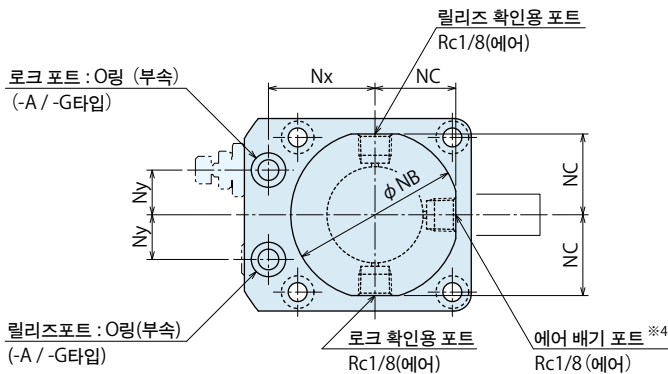 릴리즈 확인용 포트
Rc1/8(에어)
로크 포트 : O링 (부속)
(-A / -G타입)
Nx
NC
Ny
Ny
φ NB
NC
NC
릴리즈포트 : O링(부속)
(-A / -G타입)
로크 확인용 포트
Rc1/8(에어)
에어 배기 포트 ※4
Rc1/8 (에어)